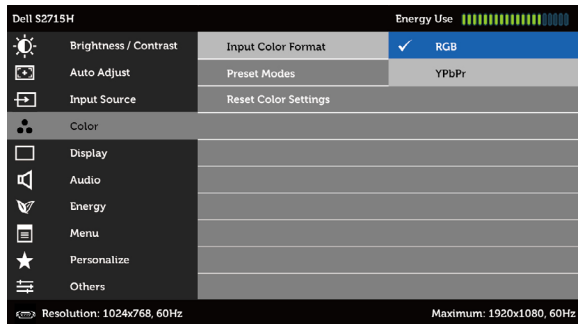 Dell S2715H Energy Use
Brightness / Contrast Input Color Format RGB
Auto Adjust Preset Modes YPbPr
Input Source Reset Color Settings
Color
Display
Audio
Energy
Menu
Personalize
Others
Resolution: 1024x768, 60Hz Maximum: 1920x1080, 60Hz